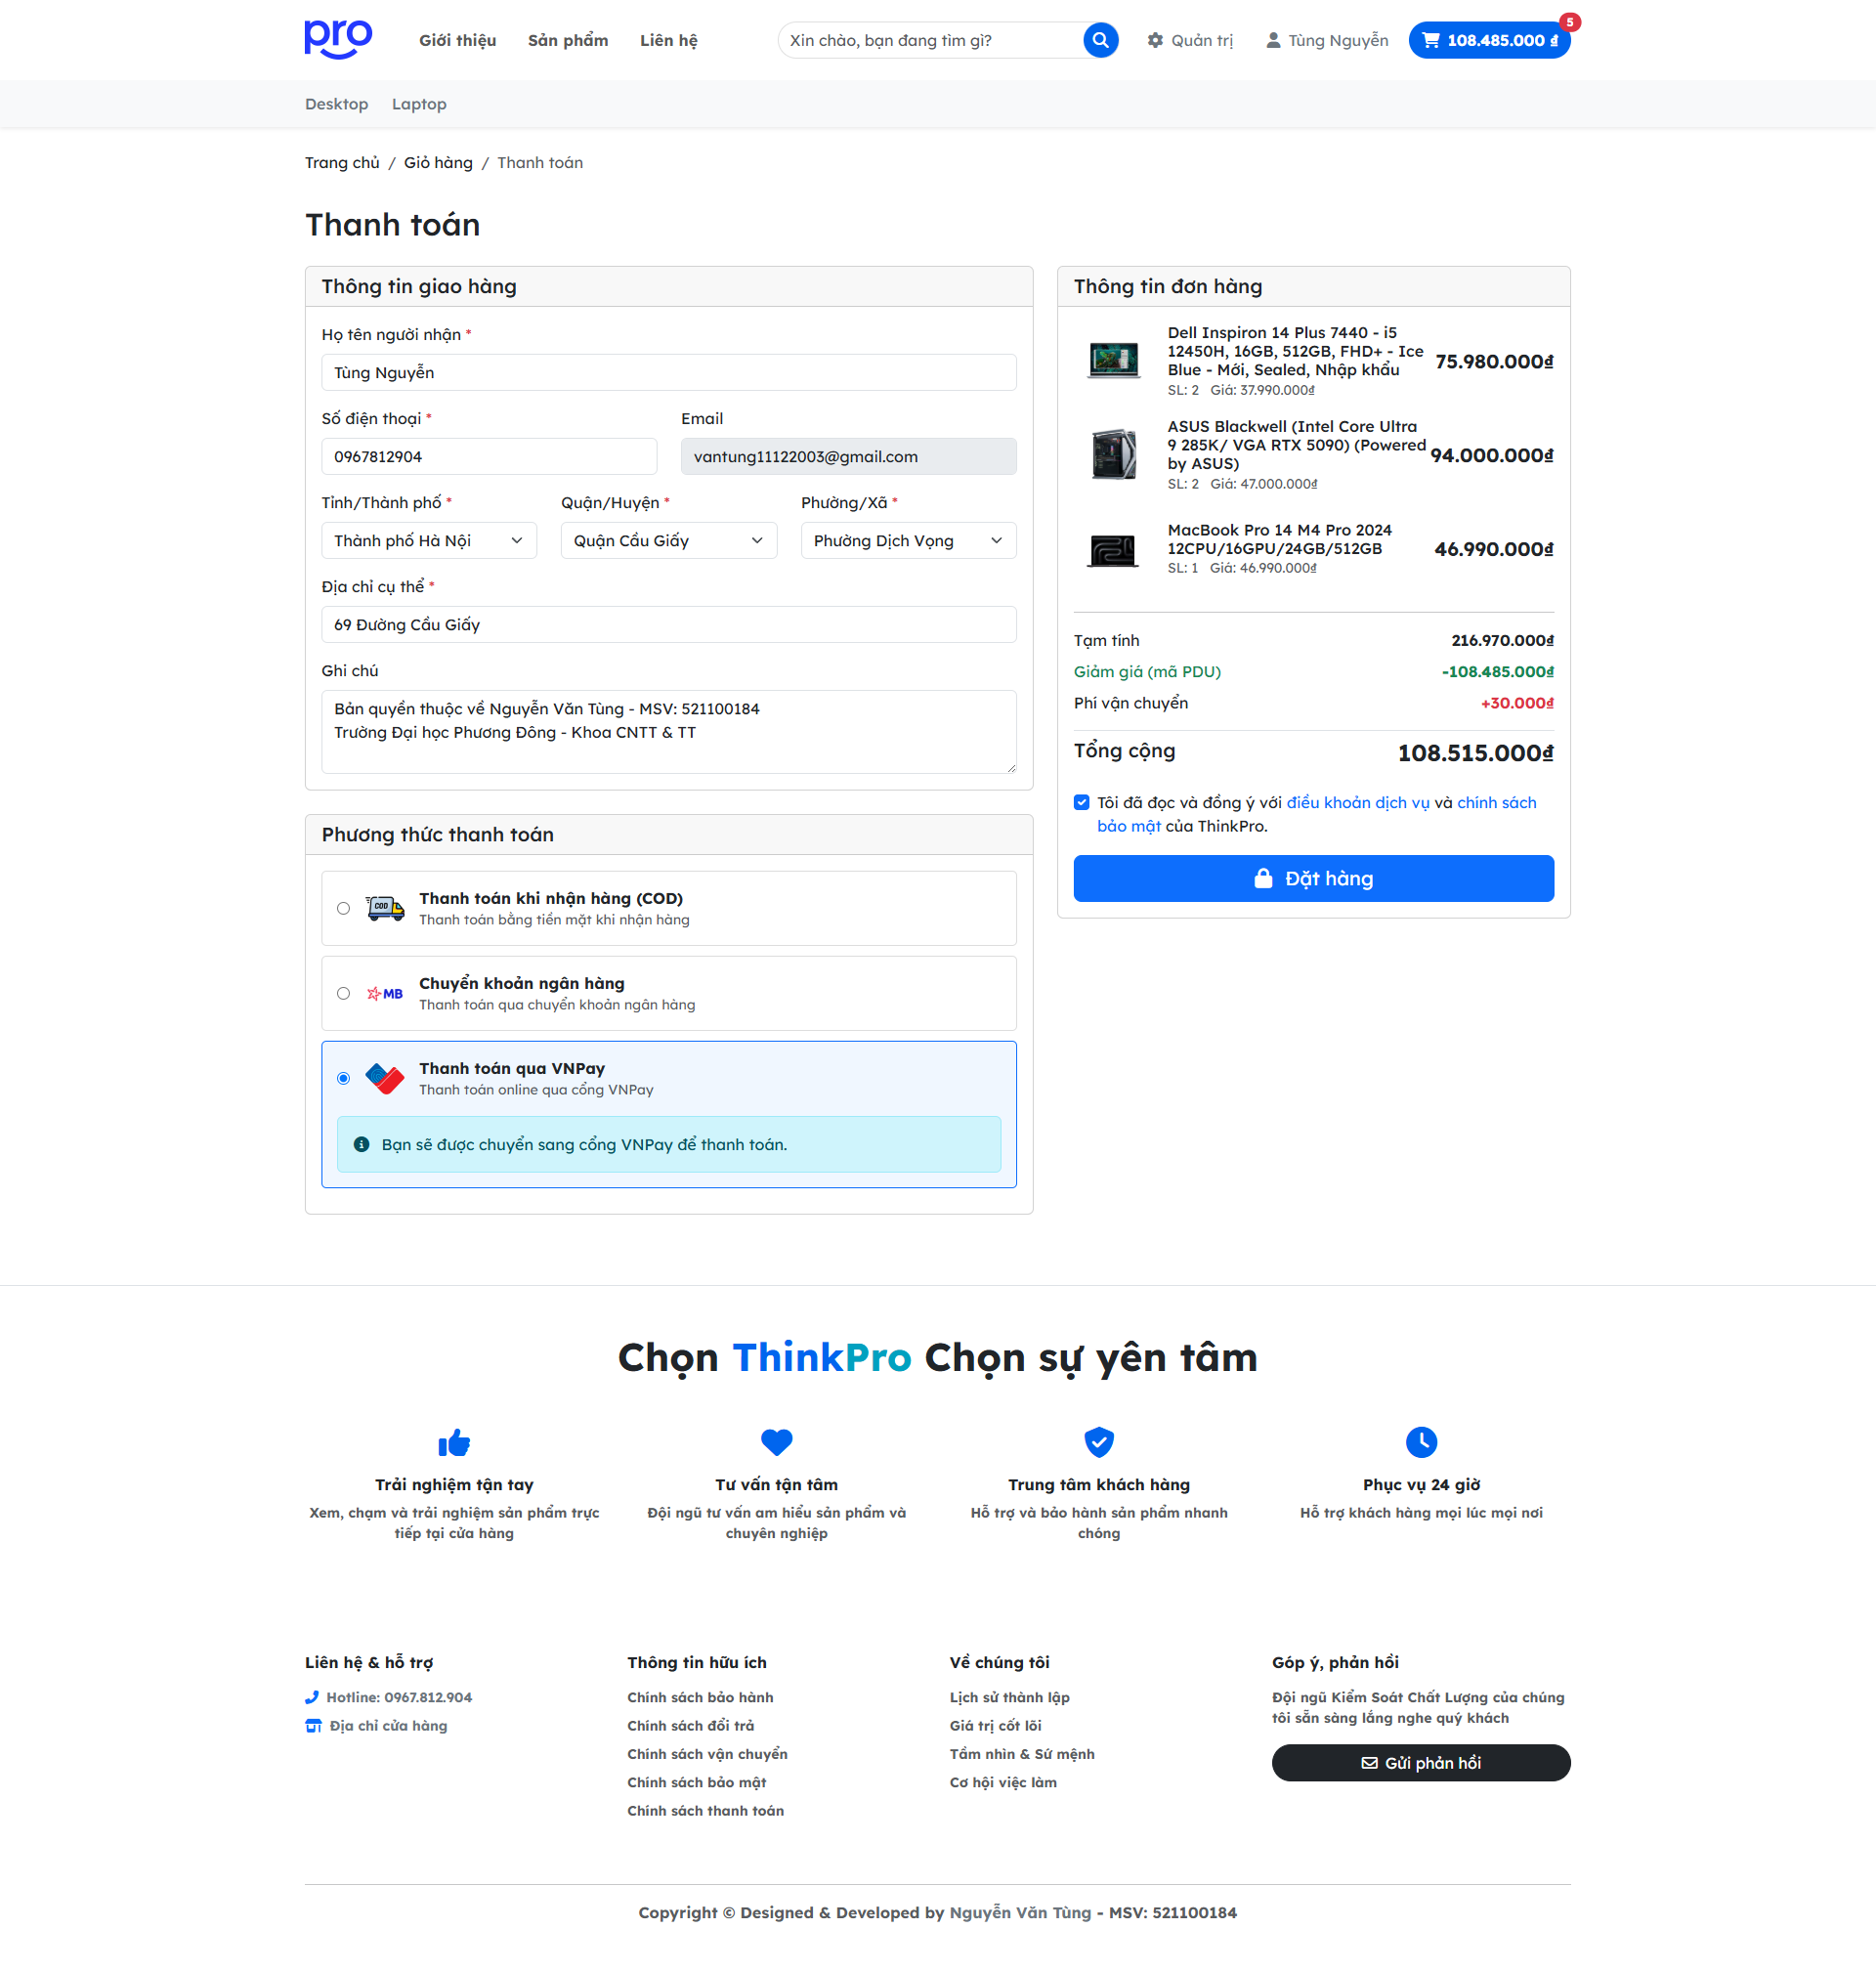 pro
Giới thiệu
Sản phẩm
Liên hệ
Xin chào, bạn đang tìm gì?
Quản trị
Tùng Nguyễn
108.485.000 ₫
5
Desktop
Laptop
Trang chủ / Giỏ hàng / Thanh toán
Thanh toán
Thông tin giao hàng
Họ tên người nhận *
Tùng Nguyễn
Số điện thoại *
Email
0967812904
vantung11122003@gmail.com
Tỉnh/Thành phố *
Quận/Huyện *
Phường/Xã *
Thành phố Hà Nội
Quận Cầu Giấy
Phường Dịch Vọng
Địa chỉ cụ thể *
69 Đường Cầu Giấy
Ghi chú
Bản quyền thuộc về Nguyễn Văn Tùng - MSV: 521100184
Trường Đại học Phương Đông - Khoa CNTT & TT
Phương thức thanh toán
COD
Thanh toán khi nhận hàng (COD)
Thanh toán bằng tiền mặt khi nhận hàng
MB
Chuyển khoản ngân hàng
Thanh toán qua chuyển khoản ngân hàng
Thanh toán qua VNPay
Thanh toán online qua cổng VNPay
Bạn sẽ được chuyển sang cổng VNPay để thanh toán.
Thông tin đơn hàng
Dell Inspiron 14 Plus 7440 - i5
12450H, 16GB, 512GB, FHD+ - Ice
Blue - Mới, Sealed, Nhập khẩu
SL: 2 Giá: 37.990.000₫
75.980.000₫
ASUS Blackwell (Intel Core Ultra
9 285K/ VGA RTX 5090) (Powered
by ASUS)
SL: 2 Giá: 47.000.000₫
94.000.000₫
MacBook Pro 14 M4 Pro 2024
12CPU/16GPU/24GB/512GB
SL: 1 Giá: 46.990.000₫
46.990.000₫
Tạm tính 216.970.000₫
Giảm giá (mã PDU) -108.485.000₫
Phí vận chuyển +30.000₫
Tổng cộng 108.515.000₫
Tôi đã đọc và đồng ý với điều khoản dịch vụ và chính sách
bảo mật của ThinkPro.
Đặt hàng
Chọn ThinkPro Chọn sự yên tâm
Trải nghiệm tận tay
Xem, chạm và trải nghiệm sản phẩm trực
tiếp tại cửa hàng
Tư vấn tận tâm
Đội ngũ tư vấn am hiểu sản phẩm và
chuyên nghiệp
Trung tâm khách hàng
Hỗ trợ và bảo hành sản phẩm nhanh
chóng
Phục vụ 24 giờ
Hỗ trợ khách hàng mọi lúc mọi nơi
Liên hệ & hỗ trợ
Hotline: 0967.812.904
Địa chỉ cửa hàng
Thông tin hữu ích
Chính sách bảo hành
Chính sách đổi trả
Chính sách vận chuyển
Chính sách bảo mật
Chính sách thanh toán
Về chúng tôi
Lịch sử thành lập
Giá trị cốt lõi
Tầm nhìn & Sứ mệnh
Cơ hội việc làm
Góp ý, phản hồi
Đội ngũ Kiểm Soát Chất Lượng của chúng
tôi sẵn sàng lắng nghe quý khách
Gửi phản hồi
Copyright © Designed & Developed by Nguyễn Văn Tùng - MSV: 521100184